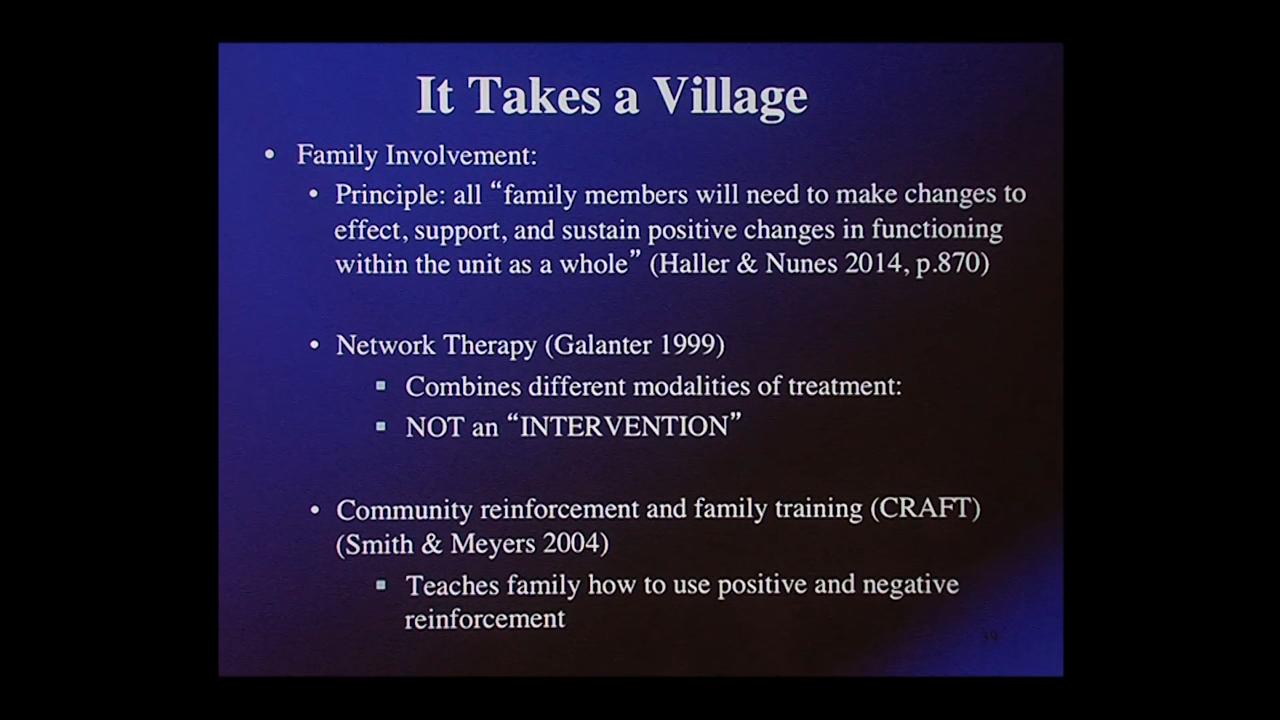 It Takes a Village
• Family Involvement:
• Principle: all “family members will need to make changes to
effect, support, and sustain positive changes in functioning
within the unit as a whole” (Haller & Nunes 2014, p.870)
• Network Therapy (Galanter 1999)
▪ Combines different modalities of treatment:
▪ NOT an “INTERVENTION”
• Community reinforcement and family training (CRAFT)
(Smith & Meyers 2004)
▪ Teaches family how to use positive and negative
reinforcement
39